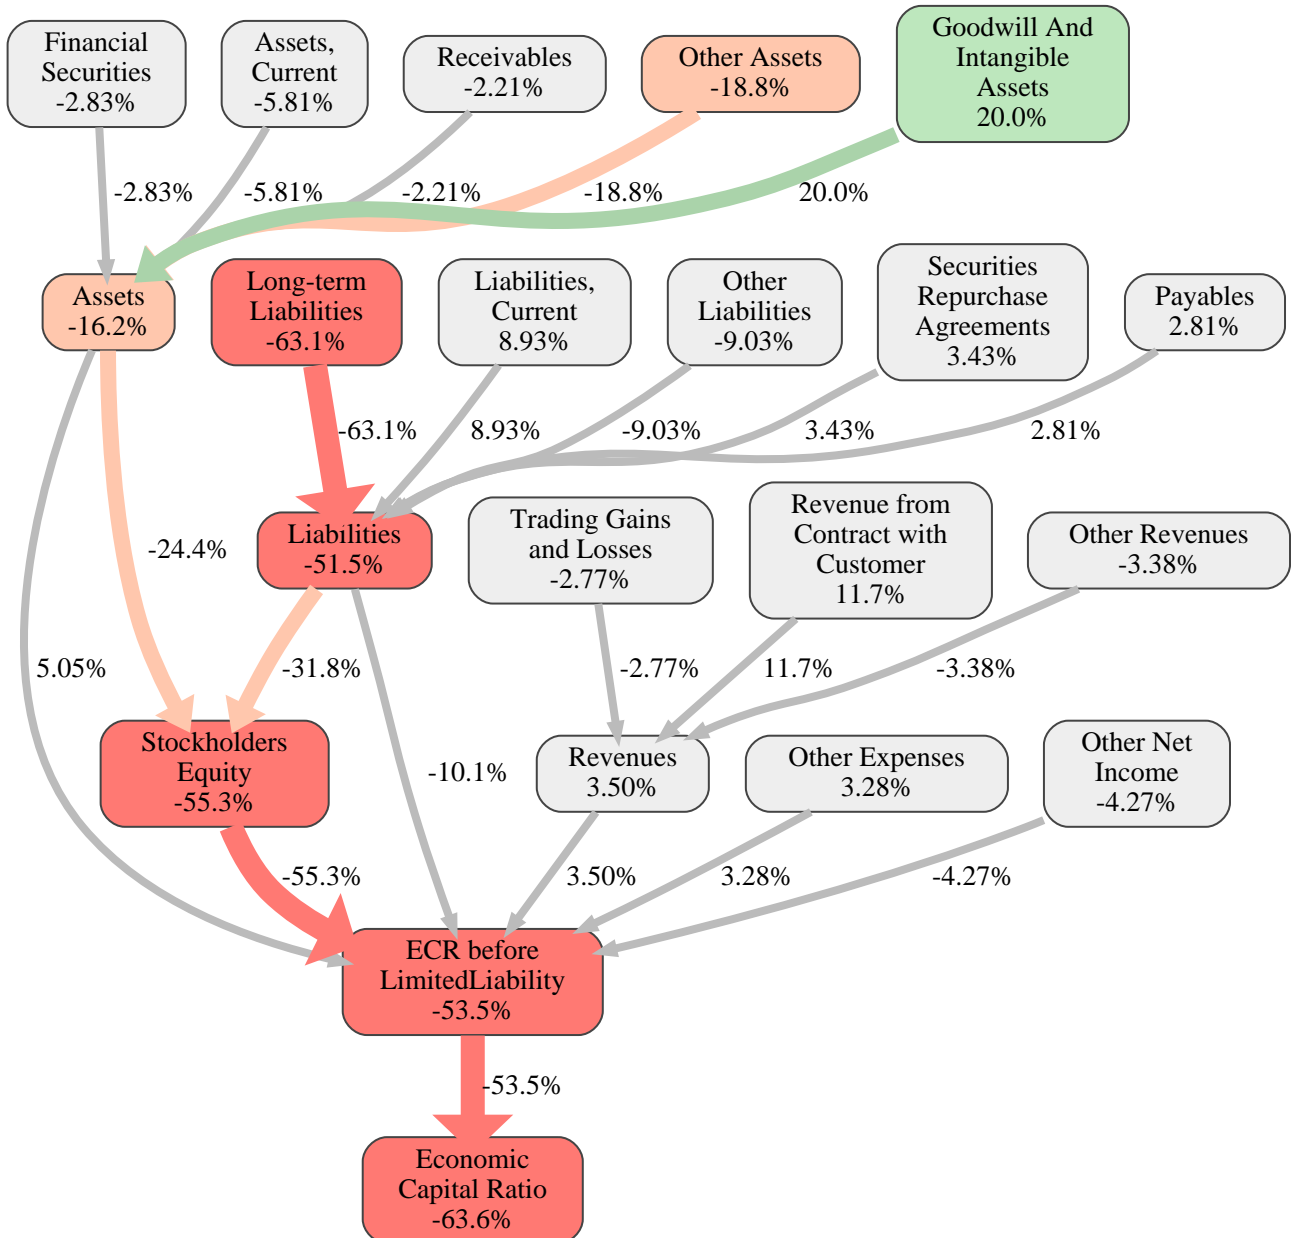 Financial
Securities
-2.83%
Assets,
Current
-5.81%
Receivables
-2.21%
Other Assets
-18.8%
Goodwill And
Intangible
Assets
20.0%
-2.83%
-5.81%
-2.21%
-18.8%
20.0%
Assets
-16.2%
Long-term
Liabilities
-63.1%
Liabilities,
Current
8.93%
Other
Liabilities
-9.03%
Securities
Repurchase
Agreements
3.43%
Payables
2.81%
-63.1%
8.93%
-9.03%
3.43%
2.81%
Liabilities
-51.5%
Trading Gains
and Losses
-2.77%
Revenue from
Contract with
Customer
11.7%
Other Revenues
-3.38%
-24.4%
5.05%
-31.8%
-2.77%
11.7%
-3.38%
Stockholders
Equity
-55.3%
-10.1%
Revenues
3.50%
Other Expenses
3.28%
Other Net
Income
-4.27%
-55.3%
3.50%
3.28%
-4.27%
ECR before
LimitedLiability
-53.5%
-53.5%
Economic
Capital Ratio
-63.6%